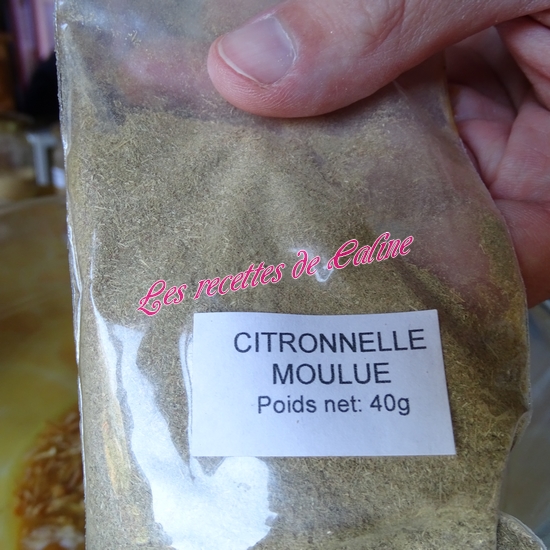 Les recettes de Caline
CITRONNELLE
MOULUE
Poids net: 40g